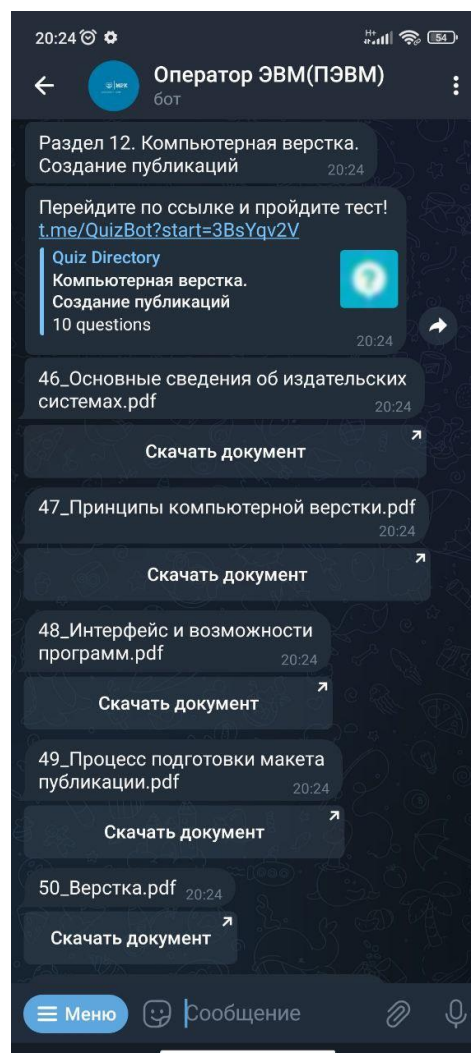 20:24
54
Оператор ЭВМ(ПЭВМ)
бот
Раздел 12. Компьютерная верстка.
Создание публикаций 20:24
Перейдите по ссылке и пройдите тест!
t.me/QuizBot?start=3BsYqv2V
Quiz Directory
Компьютерная верстка.
Создание публикаций
10 questions
20:24
46_Основные сведения об издательских
системах.pdf 20:24
Скачать документ
47_Принципы компьютерной верстки.pdf
20:24
Скачать документ
48_Интерфейс и возможности
программ.pdf 20:24
Скачать документ
49_Процесс подготовки макета
публикации.pdf 20:24
Скачать документ
50_Верстка.pdf 20:24
Скачать документ
Меню Сообщение